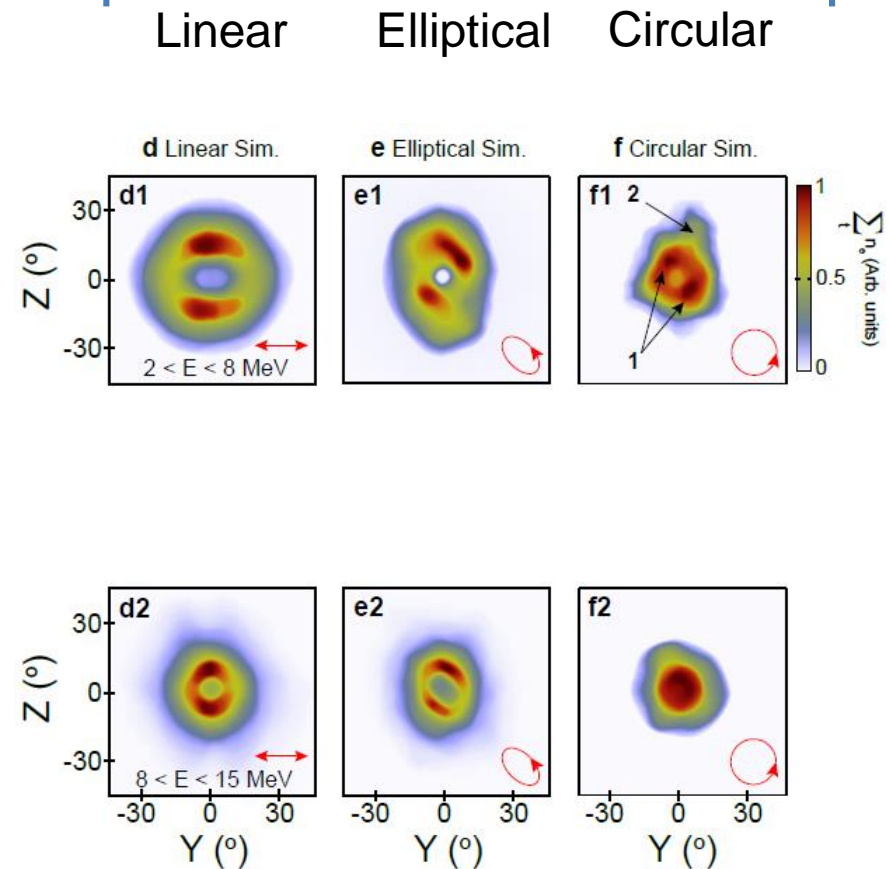 Linear Elliptical Circular
d Linear Sim. e Elliptical Sim. f Circular Sim.
d1 e1 f1 2
30
0
-30
Z (º)
2 < E < 8 MeV
1
1
0.5
0
∑ nₑ (Arb. units)
t
d2 e2 f2
30
0
-30
Z (º)
8 < E < 15 MeV
-30 0 30 -30 0 30 -30 0 30
Y (º) Y (º) Y (º)